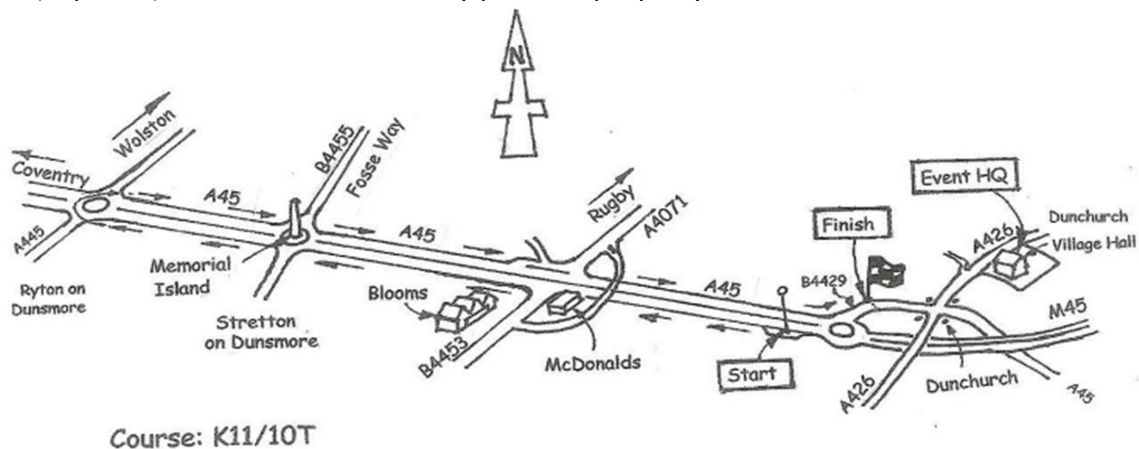 N
Wolston
Coventry
A45
B4455
Fosse Way
A445
Ryton on
Dunsmore
Memorial
Island
Stretton
on Dunsmore
A45
Blooms
B4453
McDonalds
Rugby
A4071
A45
Start
B4429
Finish
Event HQ
A426
Dunchurch
Village Hall
M45
A426
Dunchurch
A45
Course: K11/10T